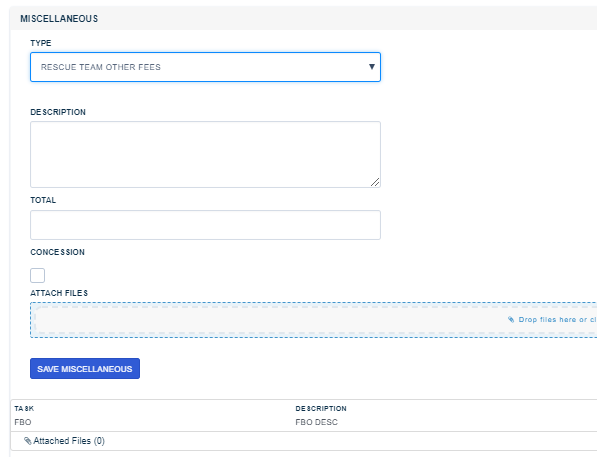 MISCELLANEOUS
TYPE
RESCUE TEAM OTHER FEES
DESCRIPTION
TOTAL
CONCESSION
ATTACH FILES
Drop files here or
SAVE MISCELLANEOUS
TASK DESCRIPTION
FBO FBO DESC
Attached Files (0)